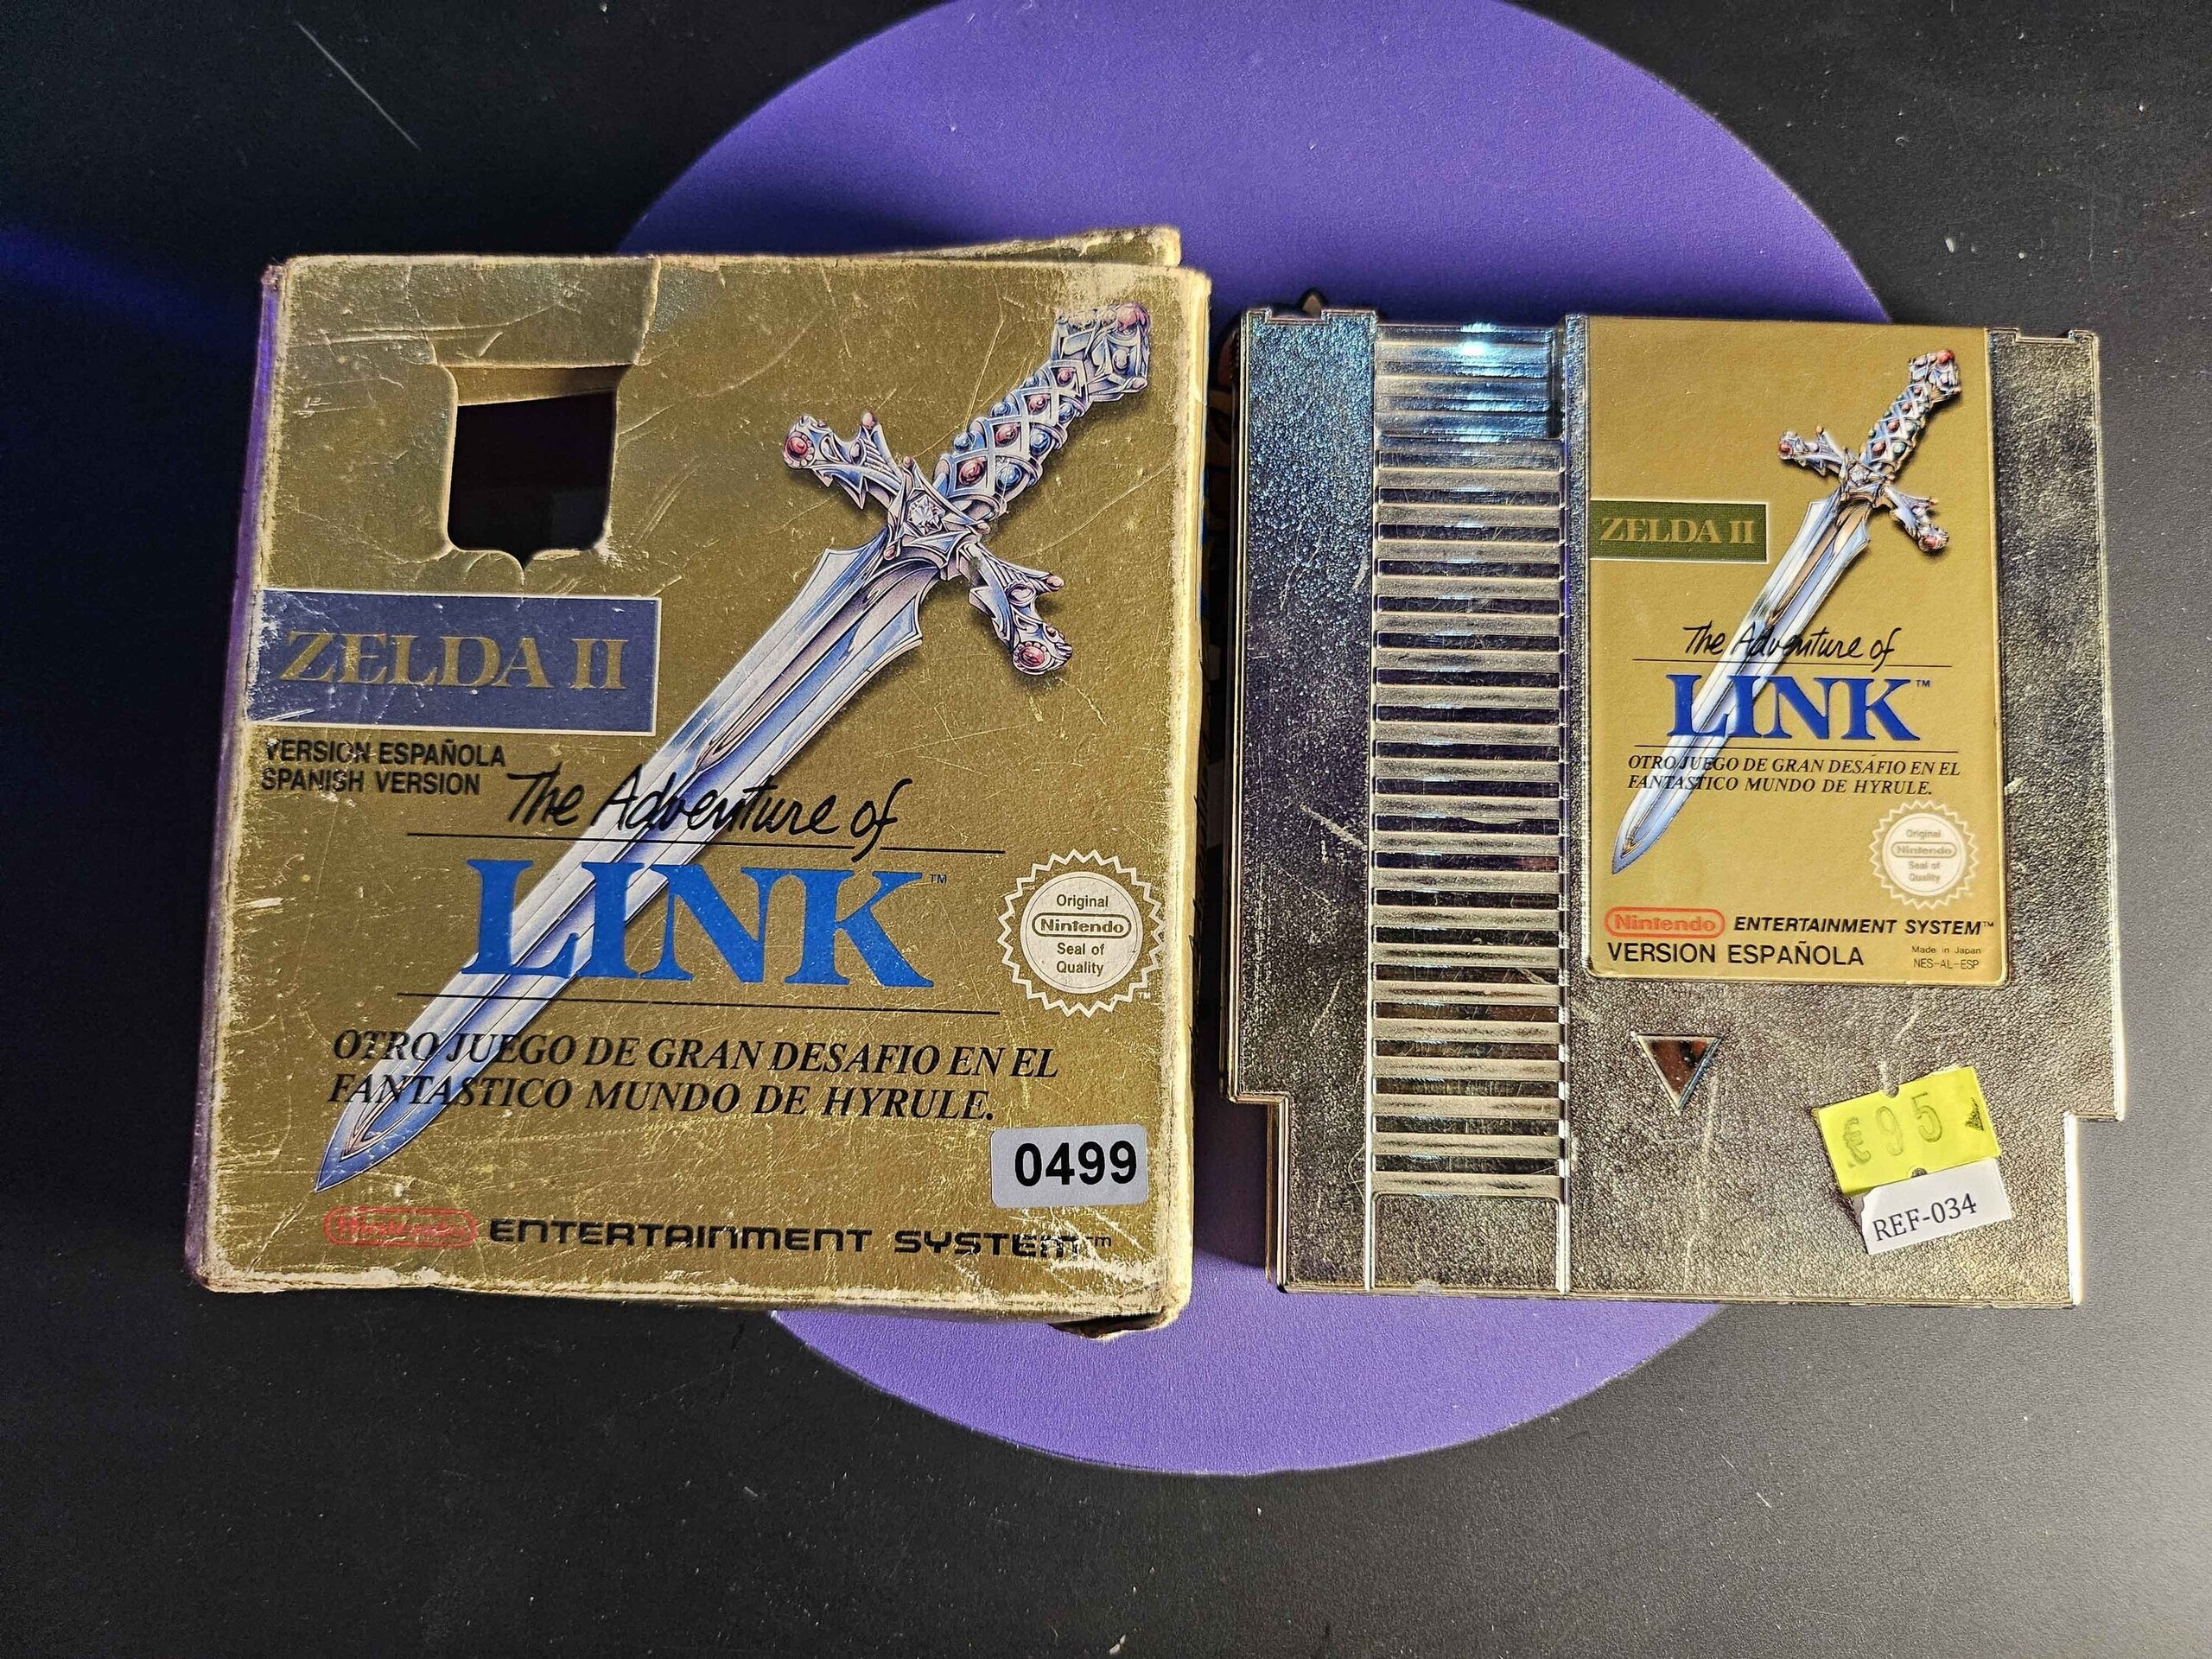 ZELDA II
VERSION ESPAÑOLA
SPANISH VERSION
The Adventure of
LINK™
Original
Nintendo
Seal of
Quality
™
OTRO JUEGO DE GRAN DESAFIO EN EL
FANTASTICO MUNDO DE HYRULE.
0499
Nintendo ENTERTAINMENT SYSTEM™
ZELDA II
The Adventure of
LINK™
OTRO JUEGO DE GRAN DESAFIO EN EL
FANTASTICO MUNDO DE HYRULE.
Original
Nintendo
Seal of
Quality
Nintendo ENTERTAINMENT SYSTEM™
VERSION ESPAÑOLA
Made in Japan
NES-AL-ESP
£95
REF-034